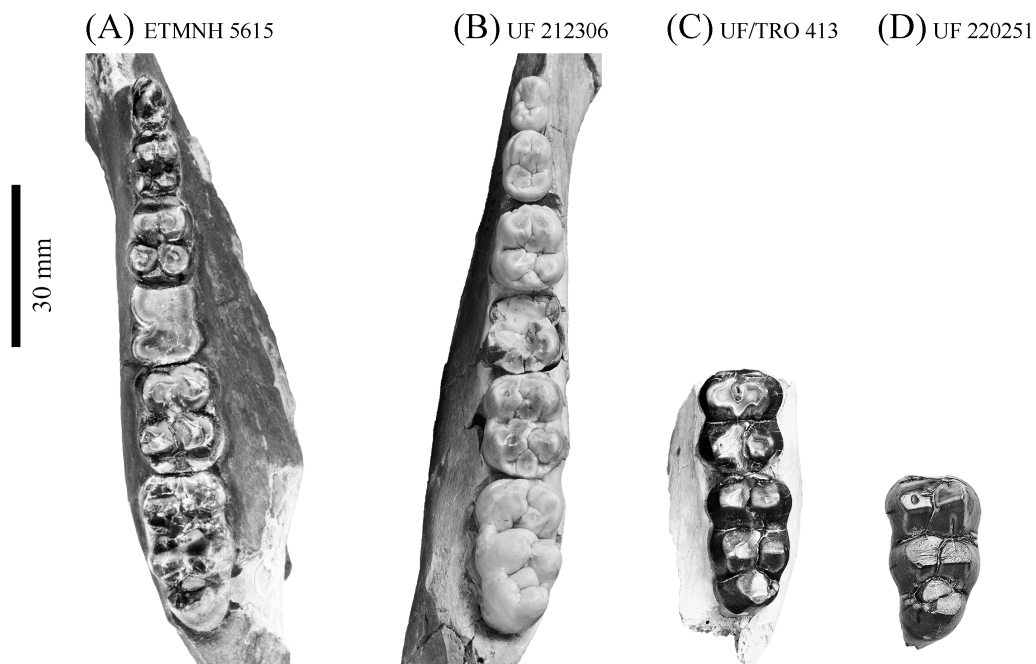 (A) ETMNH 5615
(B) UF 212306
(C) UF/TRO 413
(D) UF 220251
30 mm